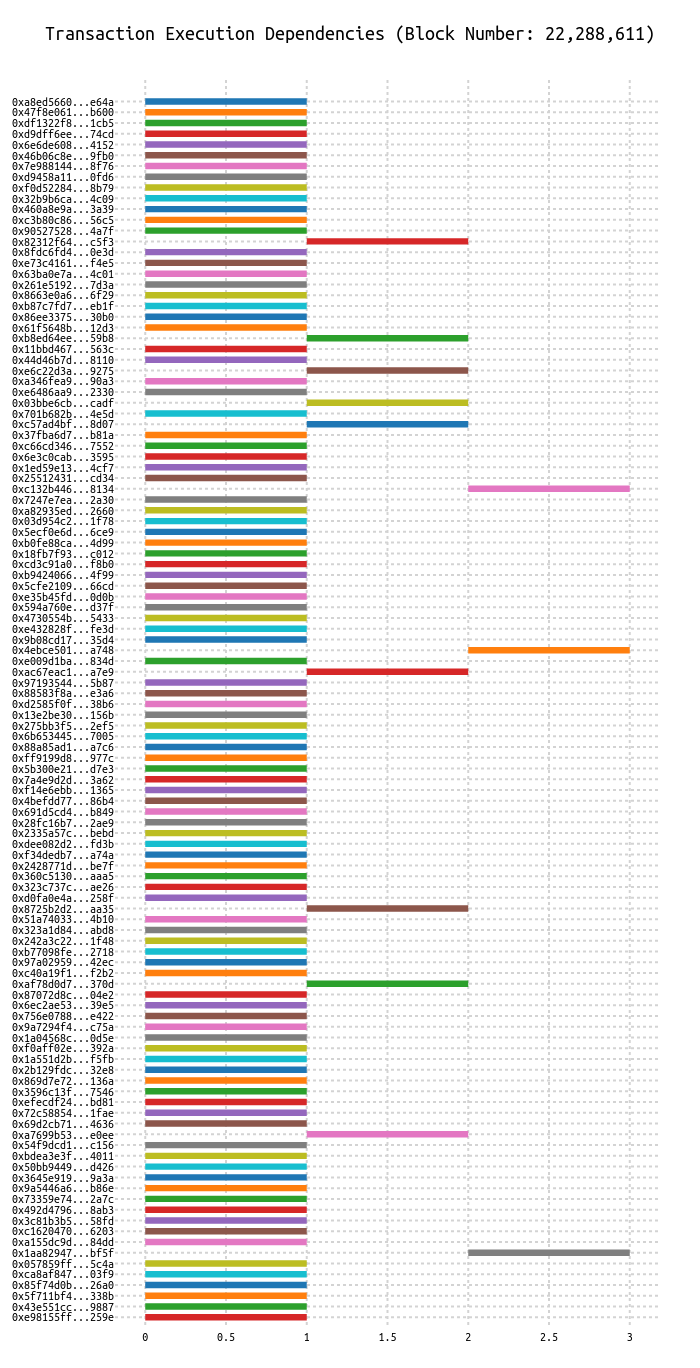 Transaction Execution Dependencies (Block Number: 22,288,611)
0xa8ed5660...e64a
0x47f8e061...b600
0xdf1322f8...1cb5
0xd9dff6ee...74cd
0x6e6de608...4152
0x46b06c8e...9fb0
0x7e988144...8f76
0xd9458a11...0fd6
0xf0d52284...8b79
0x32b9b6ca...4c09
0x460a8e9a...3a39
0xc3b80c86...56c5
0x90527528...4a7f
0x82312f64...c5f3
0x8fdc6fd4...0e3d
0xe73c4161...f4e5
0x63ba0e7a...4c01
0x261e5192...7d3a
0x8663e0a6...6f29
0xb87c7fd7...eb1f
0x86ee3375...30b0
0x61f5648b...12d3
0xb8ed64ee...59b8
0x11bbd467...563c
0x44d46b7d...8110
0xe6c22d3a...9275
0xa346fea9...90a3
0xe6486aa9...2330
0x03bbe6cb...cadf
0x701b682b...4e5d
0xc57ad4bf...8d07
0x37fba6d7...b81a
0xc66cd346...7552
0x6e3c0cab...3595
0x1ed59e13...4cf7
0x25512431...cd34
0xc132b446...8134
0x7247e7ea...2a30
0xa82935ed...2660
0x03d954c2...1f78
0x5ecf0e6d...6ce9
0xb0fe88ca...4d99
0x18fb7f93...c012
0xcd3c91a0...f8b0
0xb9424066...4f99
0x5cfe2109...66cd
0xe35b45fd...0d0b
0x594a760e...d37f
0x4730554b...5433
0xe432828f...fe3d
0x9b08cd17...35d4
0x4ebce501...a748
0xe009d1ba...834d
0xac67eac1...a7e9
0x97193544...5b87
0x88583f8a...e3a6
0xd2585f0f...38b6
0x13e2be30...156b
0x275bb3f5...2ef5
0x6b653445...7005
0x88a85ad1...a7c6
0xff9199d8...977c
0x5b300e21...d7e3
0x7a4e9d2d...3a62
0xf14e6ebb...1365
0x4befdd77...86b4
0x691d5cd4...b849
0x28fc16b7...2ae9
0x2335a57c...bebd
0xdee082d2...fd3b
0xf34dedb7...a74a
0x2428771d...be7f
0x360c5130...aaa5
0x323c737c...ae26
0xd0fa0e4a...258f
0x8725b2d2...aa35
0x51a74033...4b10
0x323a1d84...abd8
0x242a3c22...1f48
0xb77098fe...2718
0x97a02959...42ec
0xc40a19f1...f2b2
0xaf78d0d7...370d
0x87072d8c...04e2
0x6ec2ae53...39e5
0x756e0788...e422
0x9a7294f4...c75a
0x1a04568c...0d5e
0xf0aff02e...392a
0x1a551d2b...f5fb
0x2b129fdc...32e8
0x869d7e72...136a
0x3596c13f...7546
0xefecdf24...bd81
0x72c58854...1fae
0x69d2cb71...4636
0xa7699b53...e0ee
0x54f9dcd1...c156
0xbdea3e3f...4011
0x50bb9449...d426
0x3645e919...9a3a
0x9a5446a6...b86e
0x73359e74...2a7c
0x492d4796...8ab3
0x3c81b3b5...58fd
0xc1620470...6203
0xa155dc9d...84dd
0x1aa82947...bf5f
0x057859ff...5c4a
0xca8af847...03f9
0x85f74d0b...26a0
0x5f711bf4...338b
0x43e551cc...9887
0xe98155ff...259e
0 0.5 1 1.5 2 2.5 3